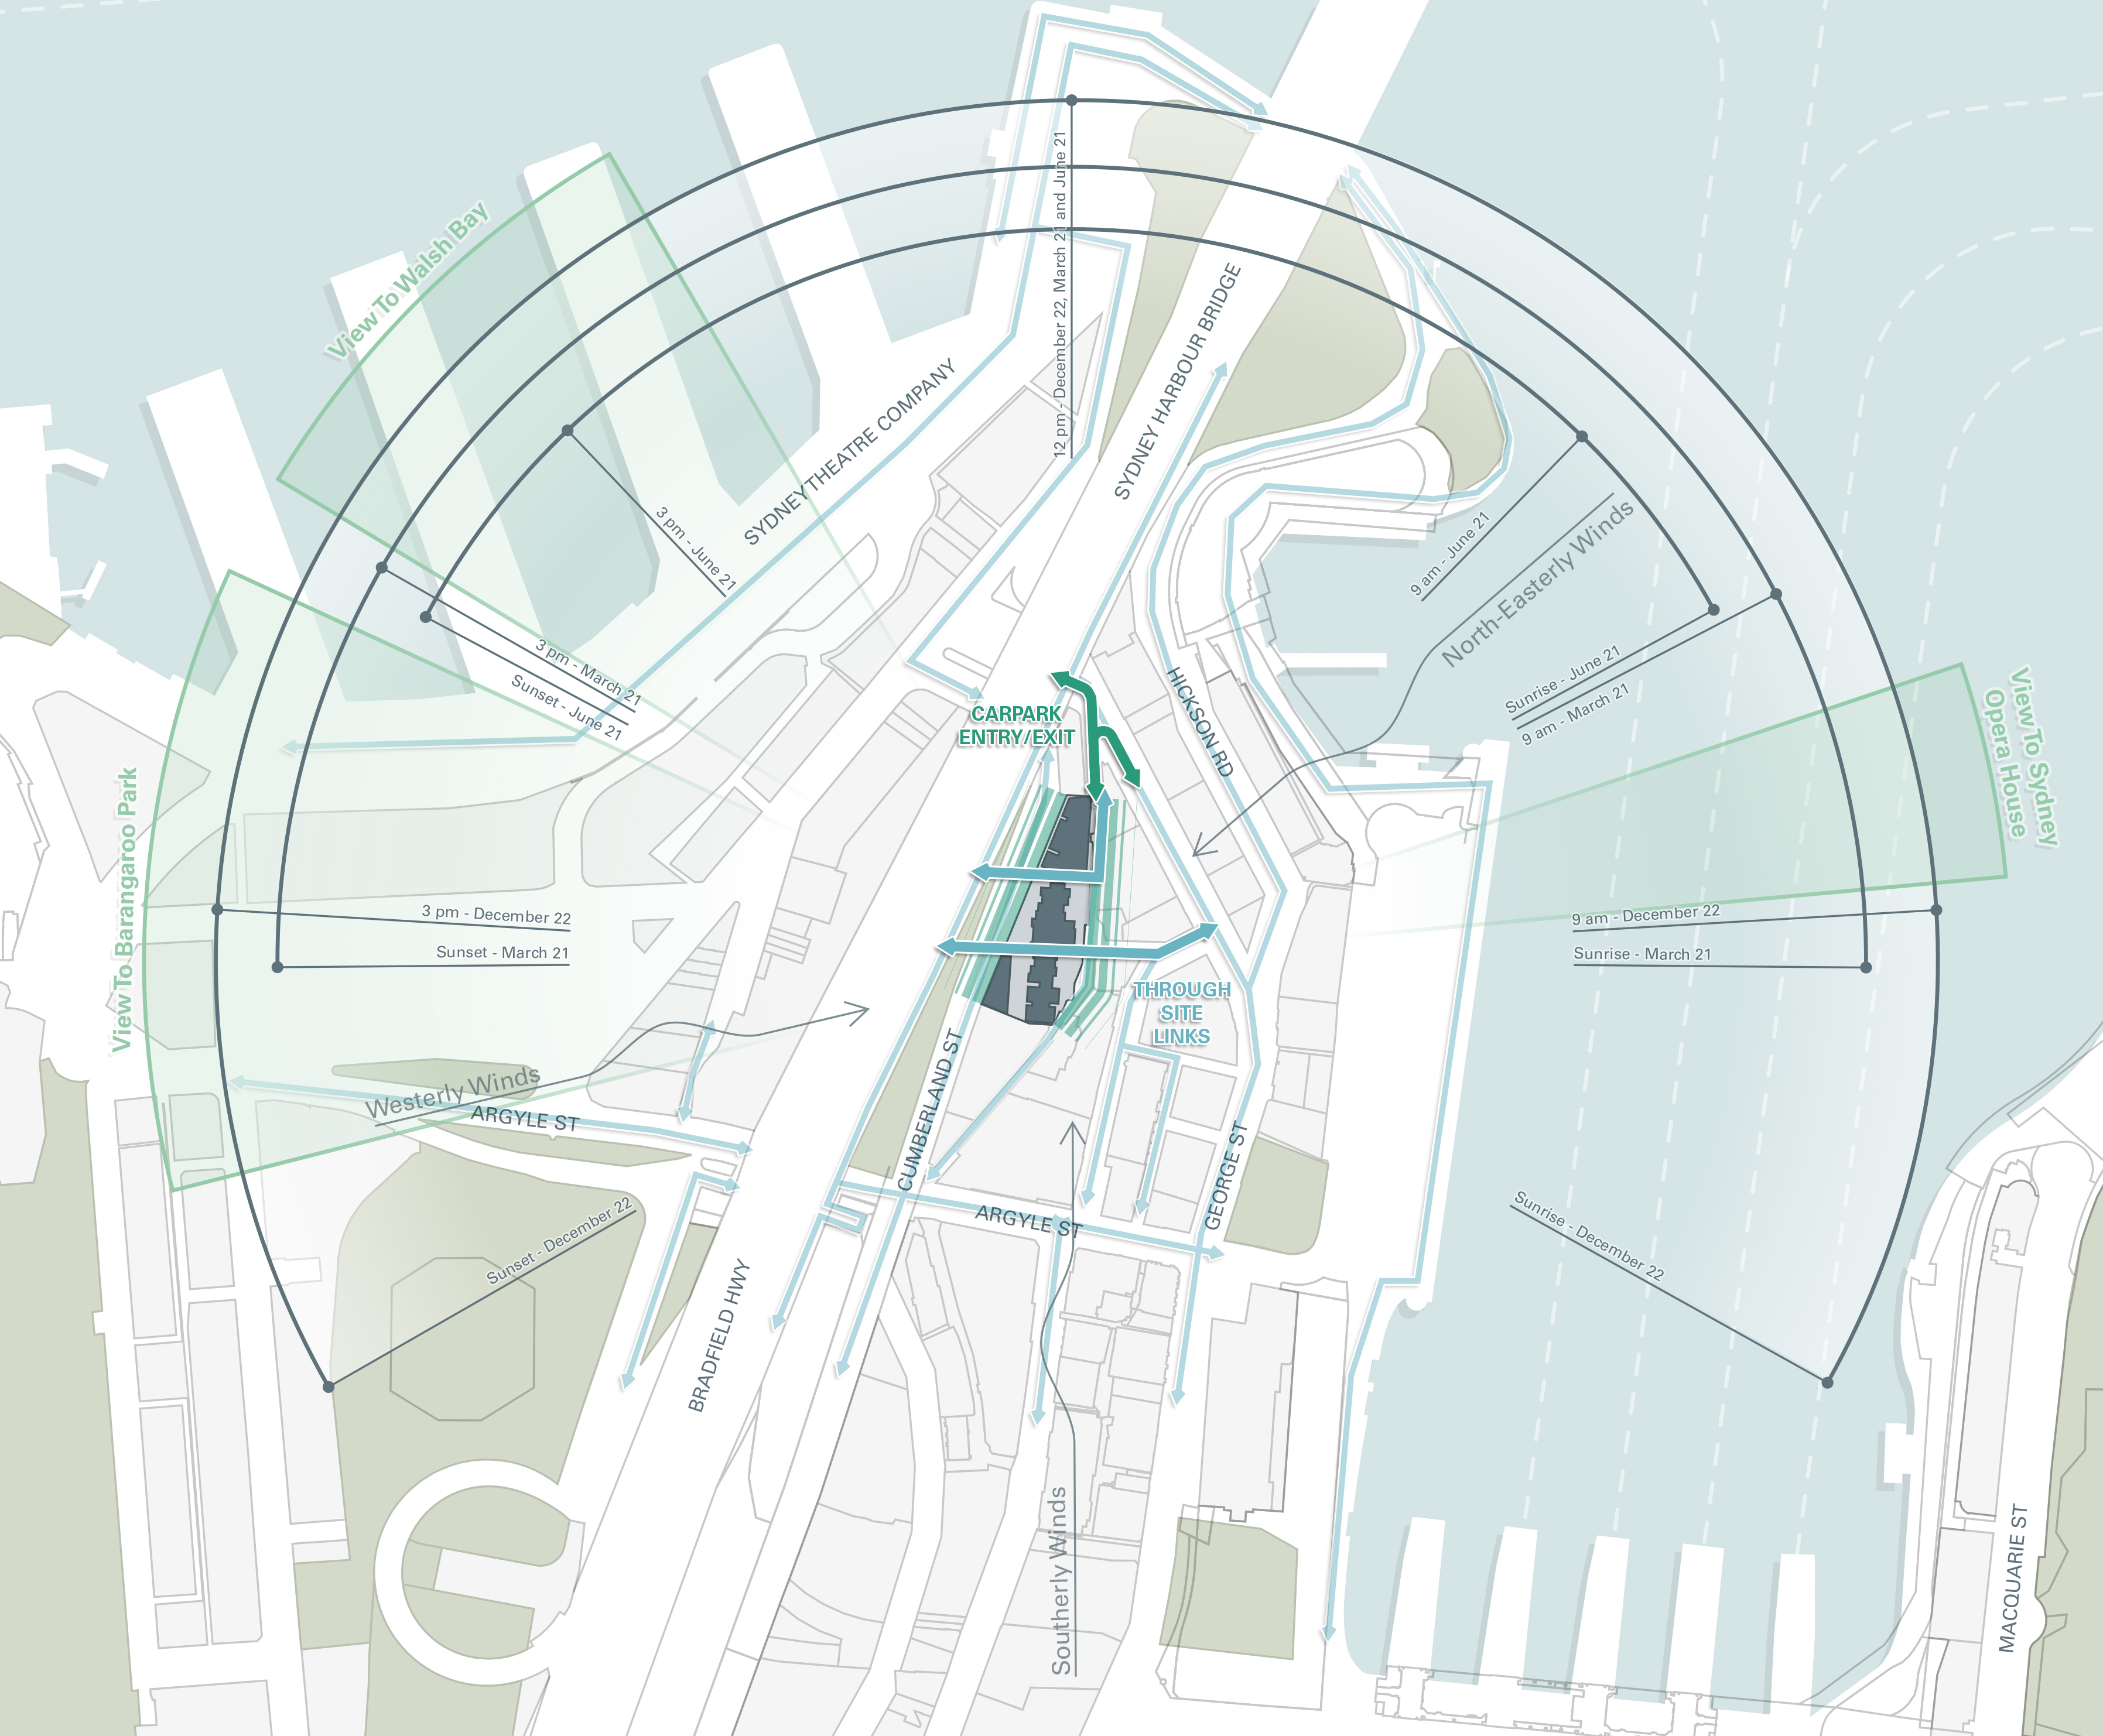 View To Walsh Bay
12 pm - December 22, March 21 and June 21
SYDNEY HARBOUR BRIDGE
SYDNEY THEATRE COMPANY
3 pm - June 21
9 am - June 21
North-Easterly Winds
3 pm - March 21
Sunset - June 21
Sunrise - June 21
9 am - March 21
HICKSON RD
CARPARK
ENTRY/EXIT
View To Sydney
Opera House
View To Barangaroo Park
3 pm - December 22
Sunset - March 21
9 am - December 22
Sunrise - March 21
THROUGH
SITE
LINKS
Westerly Winds
ARGYLE ST
CUMBERLAND ST
GEORGE ST
ARGYLE ST
Sunset - December 22
Sunrise - December 22
BRADFIELD HWY
Southerly Winds
MACQUARIE ST